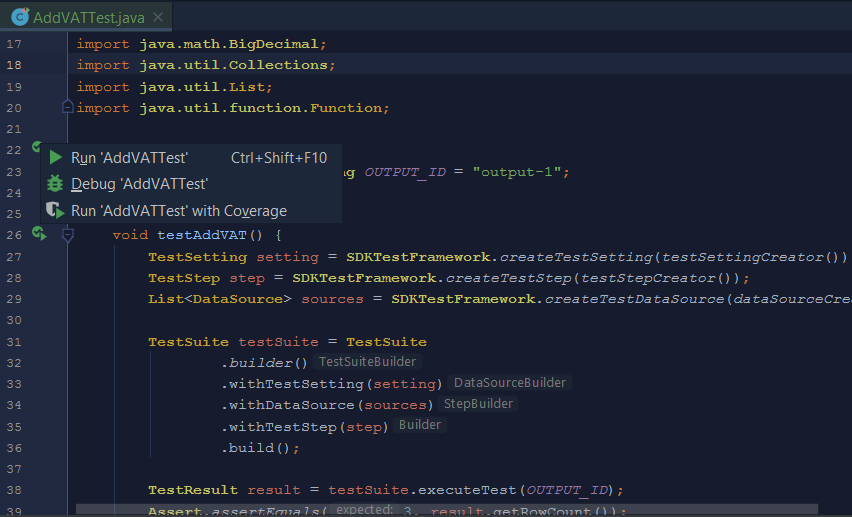 AddVATTest.java
17 import java.math.BigDecimal;
18 import java.util.Collections;
19 import java.util.List;
20 import java.util.function.Function;
21
22
Run 'AddVATTest' Ctrl+Shift+F10
23 ng OUTPUT_ID = "output-1";
Debug 'AddVATTest'
24
25 Run 'AddVATTest' with Coverage
26 void testAddVAT() {
27 TestSetting setting = SDKTestFramework.createTestSetting(testSettingCreator())
28 TestStep step = SDKTestFramework.createTestStep(testStepCreator());
29 List<DataSource> sources = SDKTestFramework.createTestDataSource(dataSourceCre
30
31 TestSuite testSuite = TestSuite
32 .builder() TestSuiteBuilder
33 .withTestSetting(setting) DataSourceBuilder
34 .withDataSource(sources) StepBuilder
35 .withTestStep(step) Builder
36 .build();
37
38 TestResult result = testSuite.executeTest(OUTPUT_ID);
39 Assert.assertEquals( expected: 3, result.getRowCount());